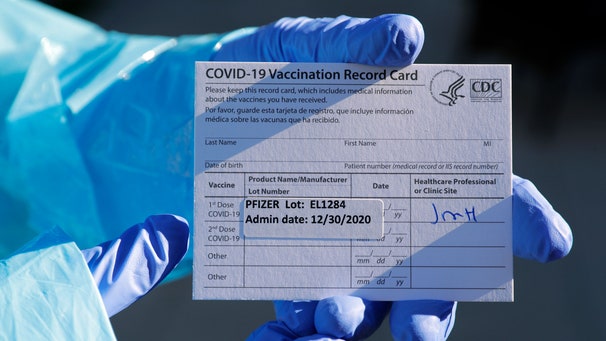 COVID-19 Vaccination Record Card
Please keep this record card, which includes medical information
about the vaccines you have received.
Por favor, guarde esta tarjeta de registro, que incluye información
médica sobre las vacunas que ha recibido.
CDC
Last Name First Name MI
Date of birth Patient number (medical record or IIS record number)
Vaccine
Product Name/Manufacturer
Lot Number
Date
Healthcare Professional
or Clinic Site
1st Dose
COVID-19
PFIZER Lot: EL1284
Admin date: 12/30/2020
yy
2nd Dose
COVID-19
yy
Other
mm dd yy
Other
mm dd yy